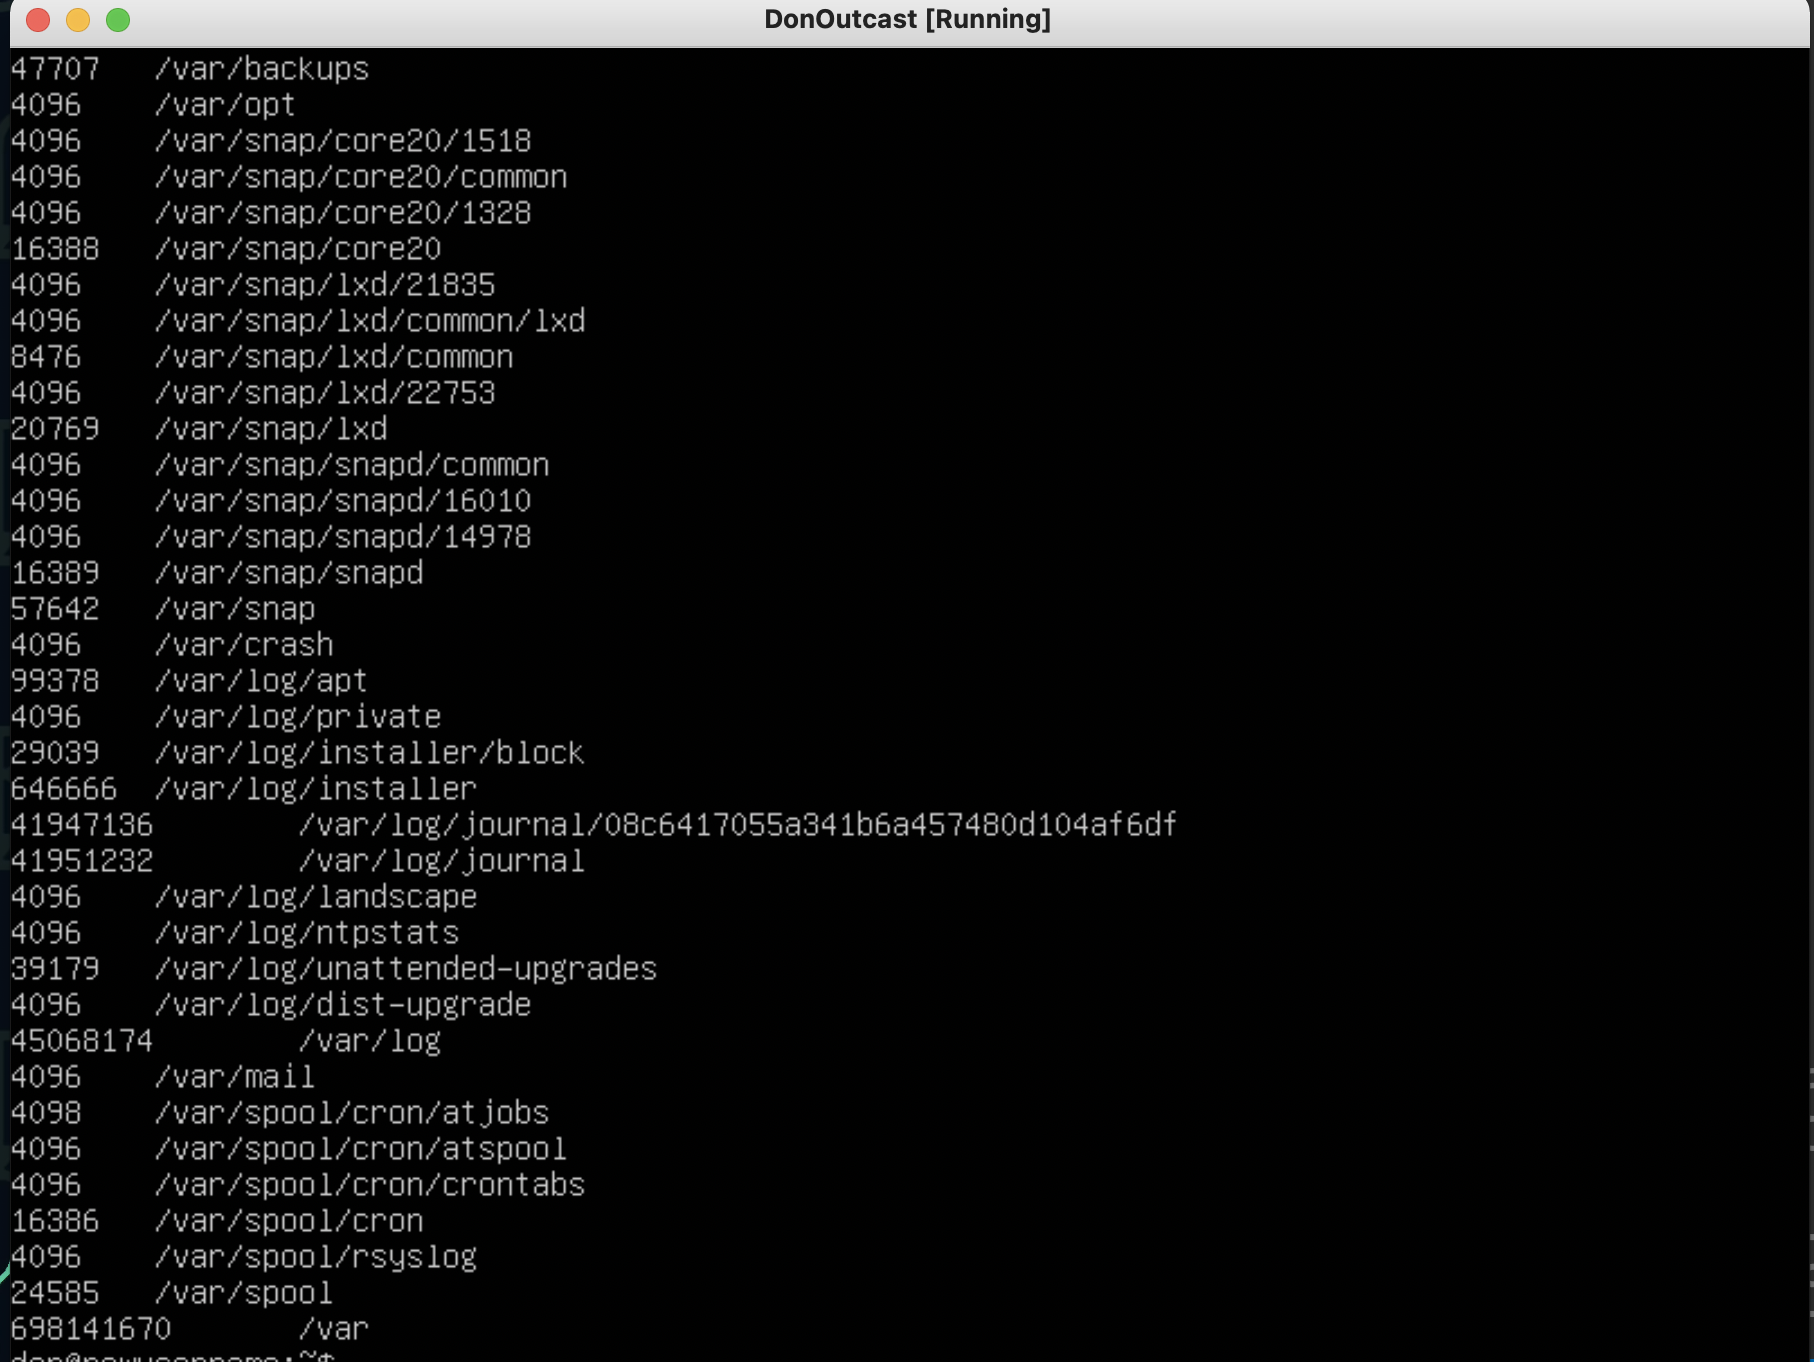 DonOutcast [Running]
47707 /var/backups
4096 /var/opt
4096 /var/snap/core20/1518
4096 /var/snap/core20/common
4096 /var/snap/core20/1328
16388 /var/snap/core20
4096 /var/snap/lxd/21835
4096 /var/snap/lxd/common/lxd
8476 /var/snap/lxd/common
4096 /var/snap/lxd/22753
20769 /var/snap/lxd
4096 /var/snap/snapd/common
4096 /var/snap/snapd/16010
4096 /var/snap/snapd/14978
16389 /var/snap/snapd
57642 /var/snap
4096 /var/crash
99378 /var/log/apt
4096 /var/log/private
29039 /var/log/installer/block
646666 /var/log/installer
41947136 /var/log/journal/08c6417055a341b6a457480d104af6df
41951232 /var/log/journal
4096 /var/log/landscape
4096 /var/log/ntpstats
39179 /var/log/unattended-upgrades
4096 /var/log/dist-upgrade
45068174 /var/log
4096 /var/mail
4098 /var/spool/cron/atjobs
4096 /var/spool/cron/atspool
4096 /var/spool/cron/crontabs
16386 /var/spool/cron
4096 /var/spool/rsyslog
24585 /var/spool
698141670 /var